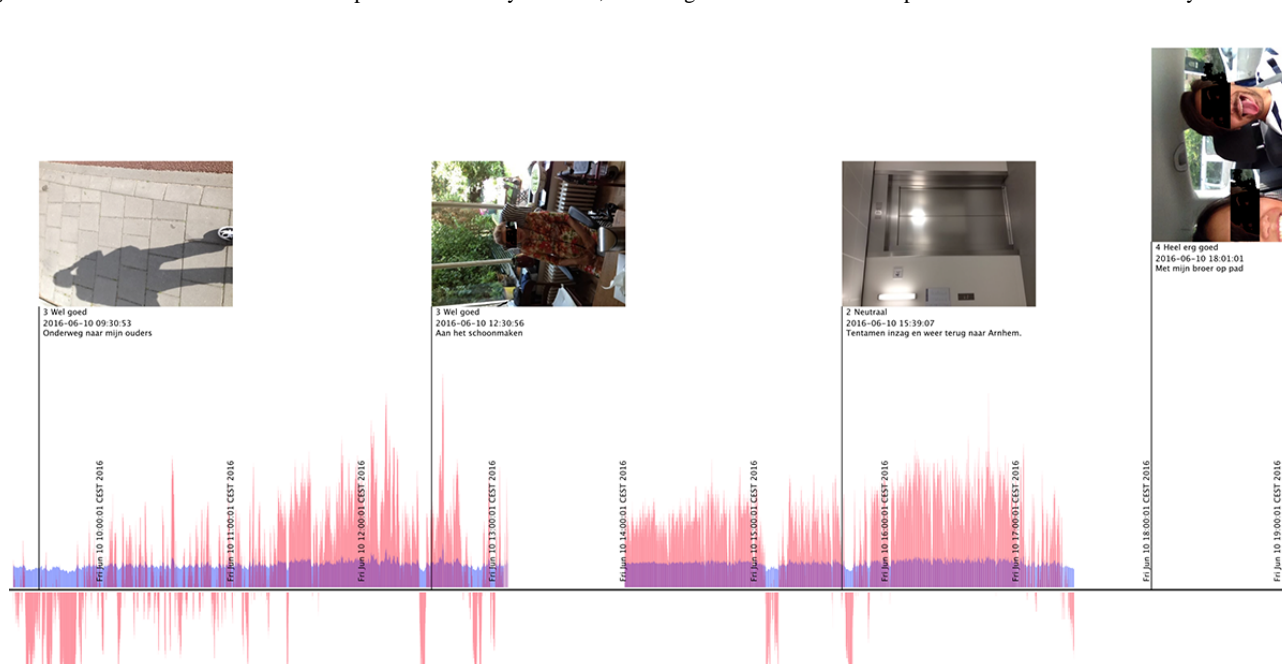 4 Heel erg goed
2016-06-10 18:01:01
Met mijn broer op pad
3 Wel goed
2016-06-10 09:30:53
Onderweg naar mijn ouders
3 Wel goed
2016-06-10 12:30:56
Aan het schoonmaken
2 Neutraal
2016-06-10 15:39:07
Tentamen inzag en weer terug naar Arnhem.
Fri Jun 10 10:00:01 CEST 2016
Fri Jun 10 11:00:01 CEST 2016
Fri Jun 10 12:00:01 CEST 2016
Fri Jun 10 13:00:01 CEST 2016
Fri Jun 10 14:00:01 CEST 2016
Fri Jun 10 15:00:01 CEST 2016
Fri Jun 10 16:00:01 CEST 2016
Fri Jun 10 17:00:01 CEST 2016
Fri Jun 10 18:00:01 CEST 2016
Fri Jun 10 19:00:01 CEST 2016